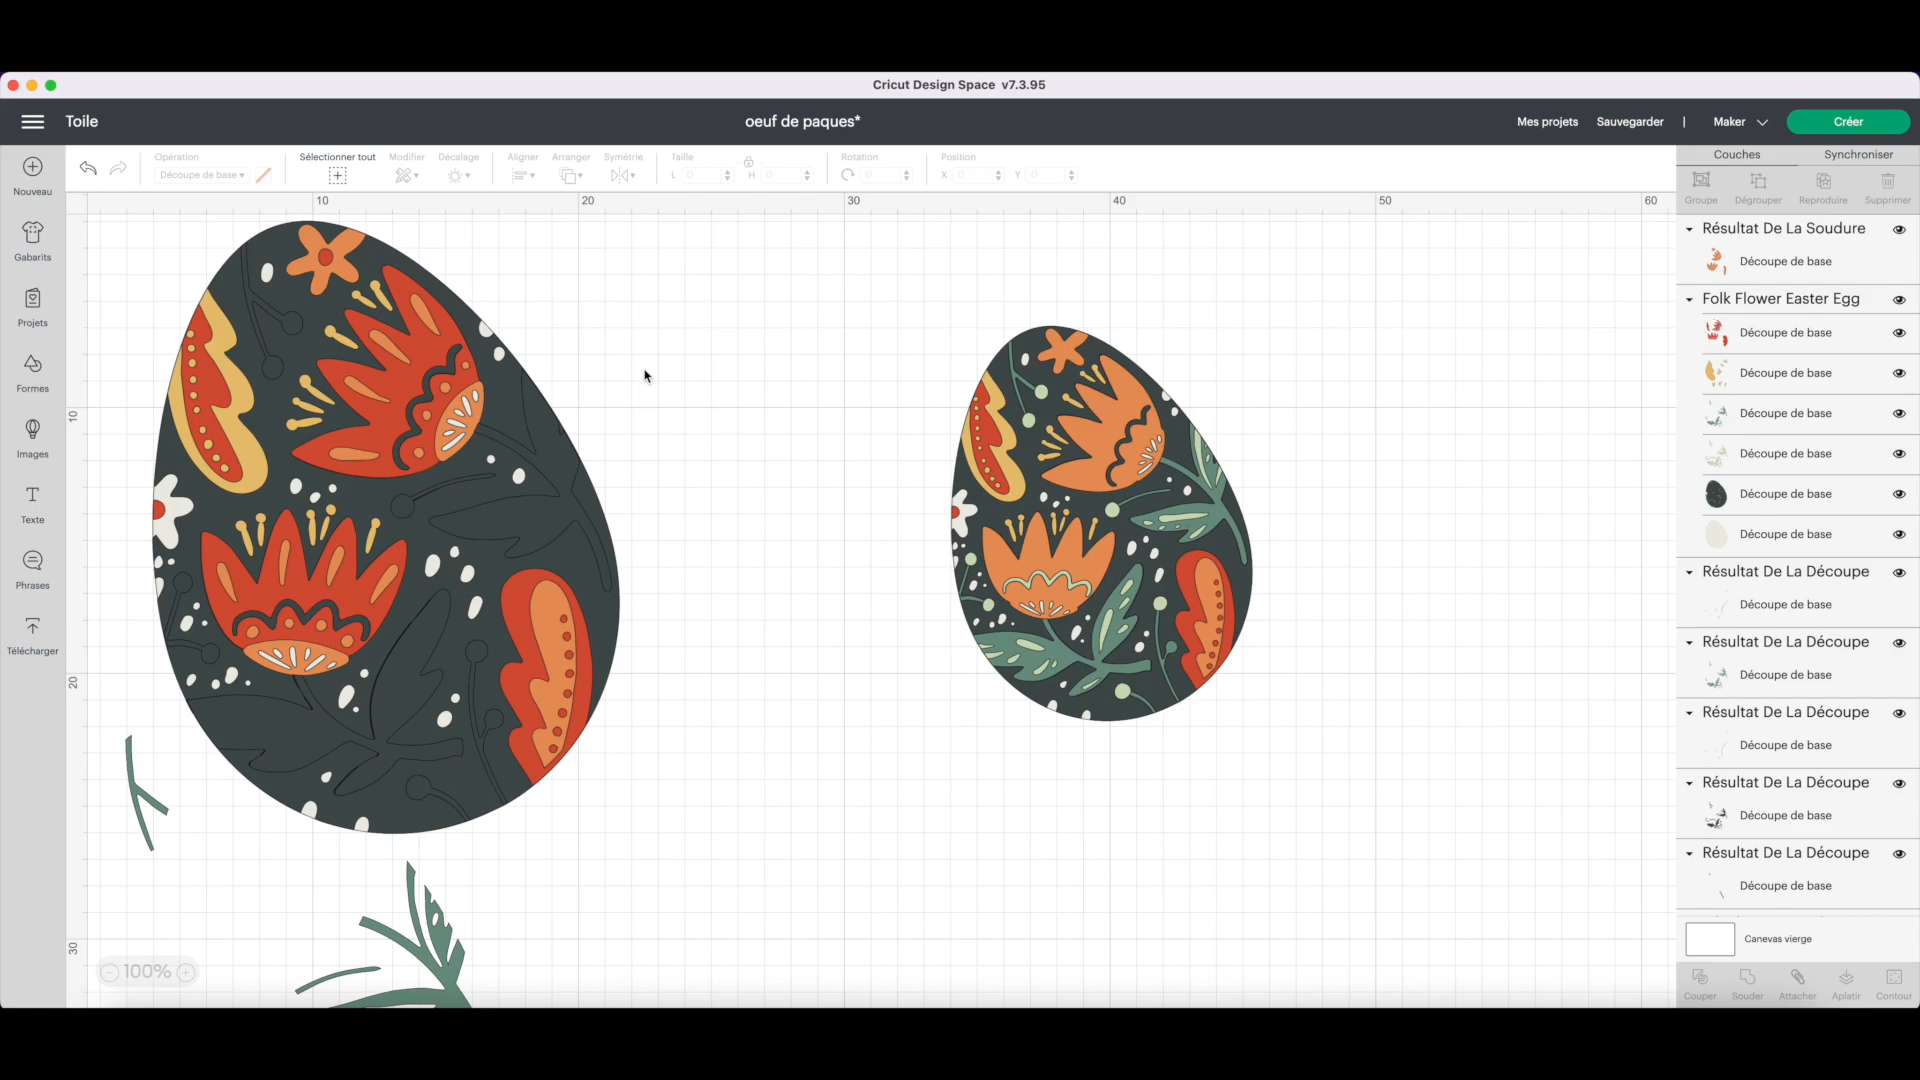 Cricut Design Space v7.3.95
Toile
oeuf de paques*
Mes projets
Sauvegarder
|
Maker
Créer
Opération
Découpe de base
Sélectionner tout
Modifier
Décalage
Aligner
Arranger
Symétrie
Taille
L 0
H 0
Rotation
0
Position
X 0
Y 0
Couches
Synchroniser
Groupe
Dégrouper
Reproduire
Supprimer
Nouveau
Gabarits
Projets
Formes
Images
Texte
Phrases
Télécharger
10 20 30 40 50 60
10
20
30
100%
Résultat De La Soudure
Découpe de base
Folk Flower Easter Egg
Découpe de base
Découpe de base
Découpe de base
Découpe de base
Découpe de base
Découpe de base
Résultat De La Découpe
Découpe de base
Résultat De La Découpe
Découpe de base
Résultat De La Découpe
Découpe de base
Résultat De La Découpe
Découpe de base
Résultat De La Découpe
Découpe de base
Canevas vierge
Couper
Souder
Attacher
Aplatir
Contour